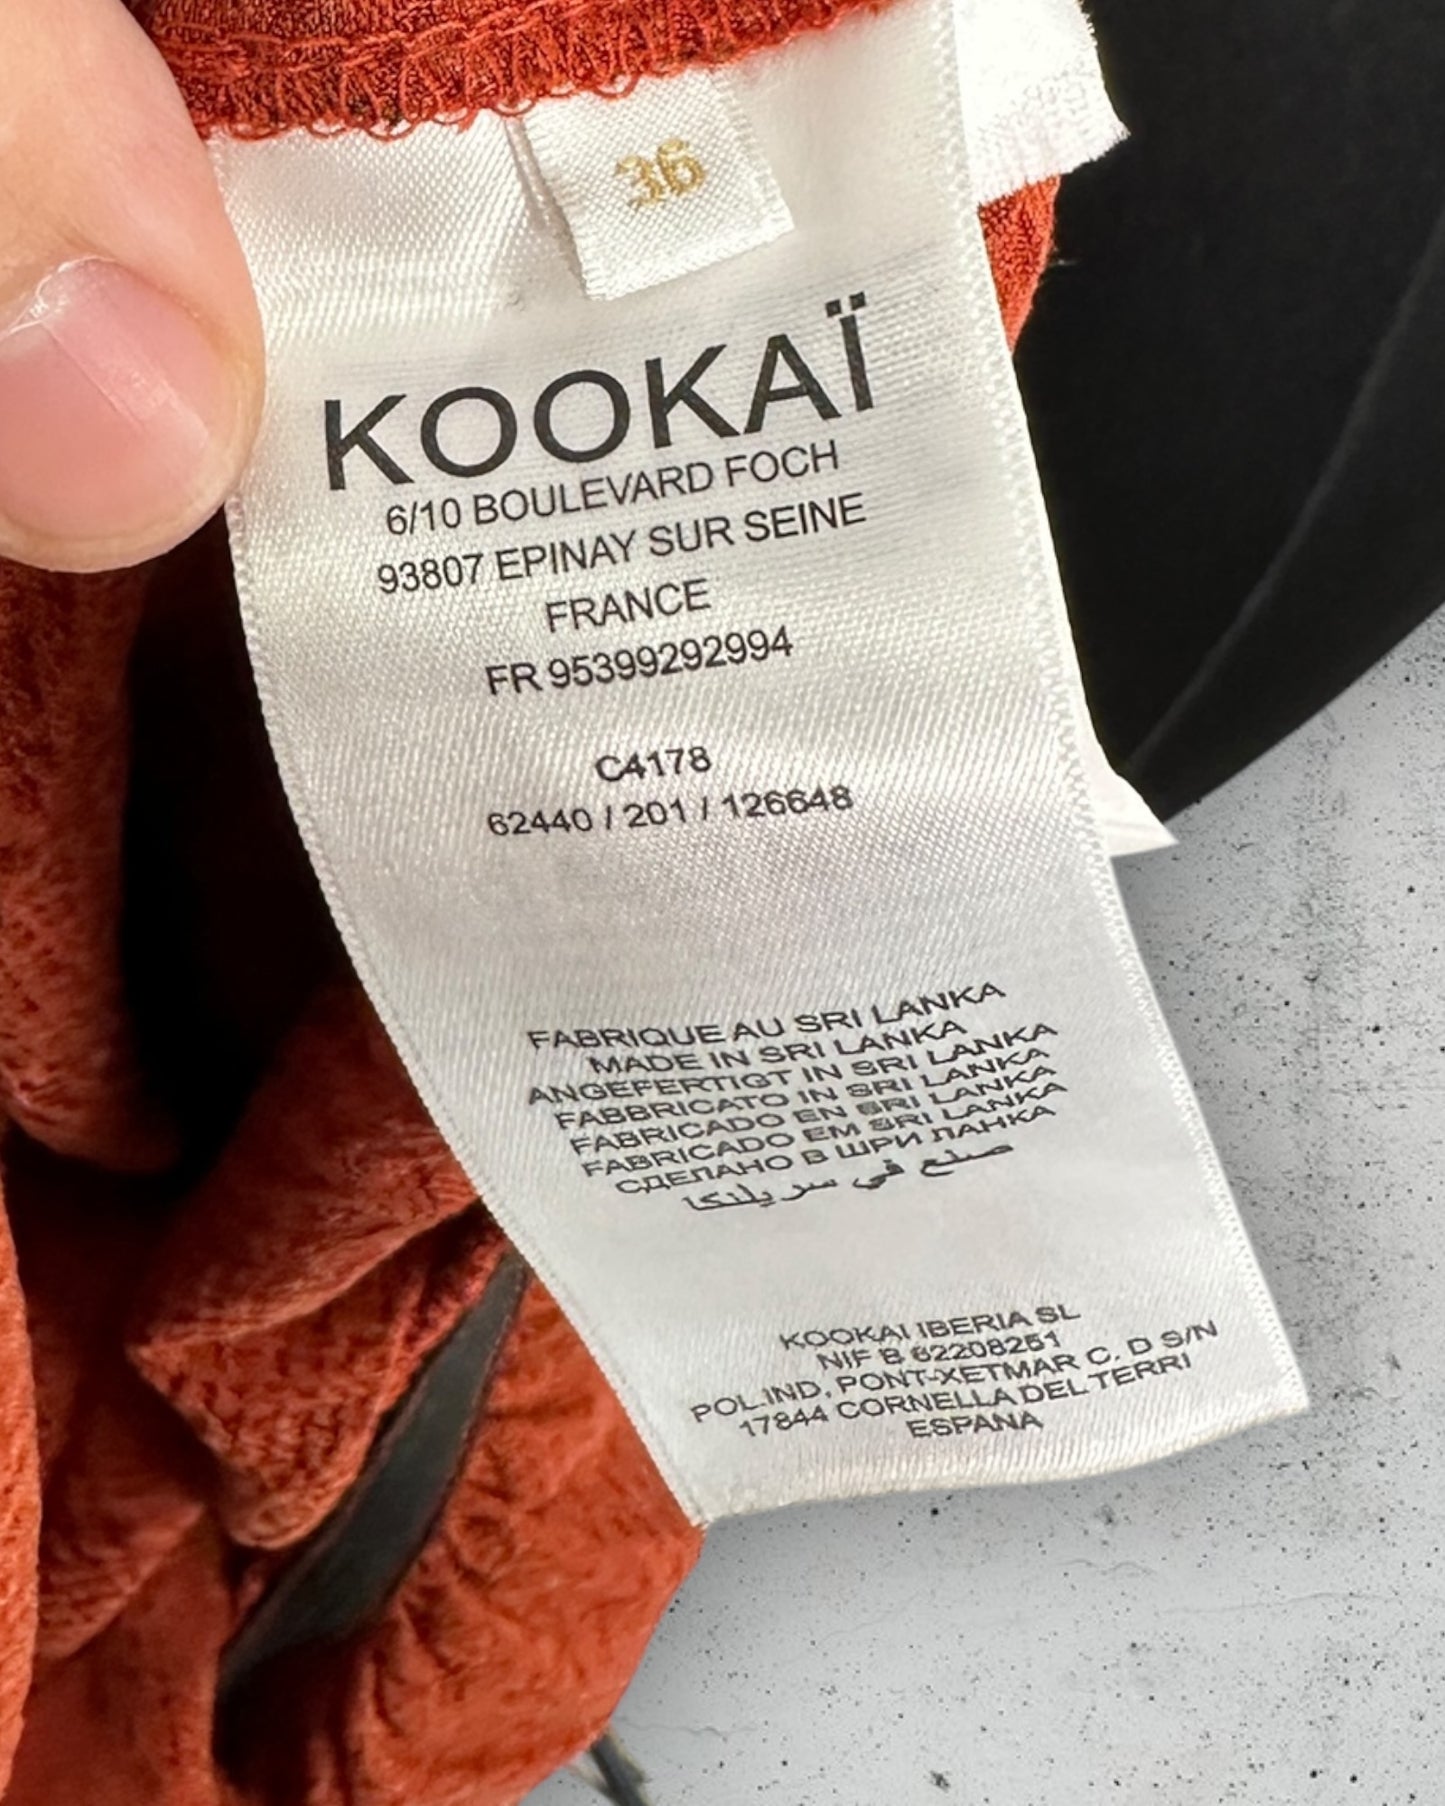 36
KOOKAÏ
6/10 BOULEVARD FOCH
93807 EPINAY SUR SEINE
FRANCE
FR 95399292994
C4178
62440 / 201 / 126648
FABRIQUE AU SRI LANKA
MADE IN SRI LANKA
ANGEFERTIGT IN SRI LANKA
FABBRICATO IN SRI LANKA
FABRICADO EN SRI LANKA
FABRICADO EM SRI LANKA
СДЕЛАНО В ШРИ ЛАНКА
صنع في سريلنكا
KOOKAI IBERIA SL
NIF B 62208251
POL.IND. PONT-XETMAR C. D S/N
17844 CORNELLA DEL TERRI
ESPANA